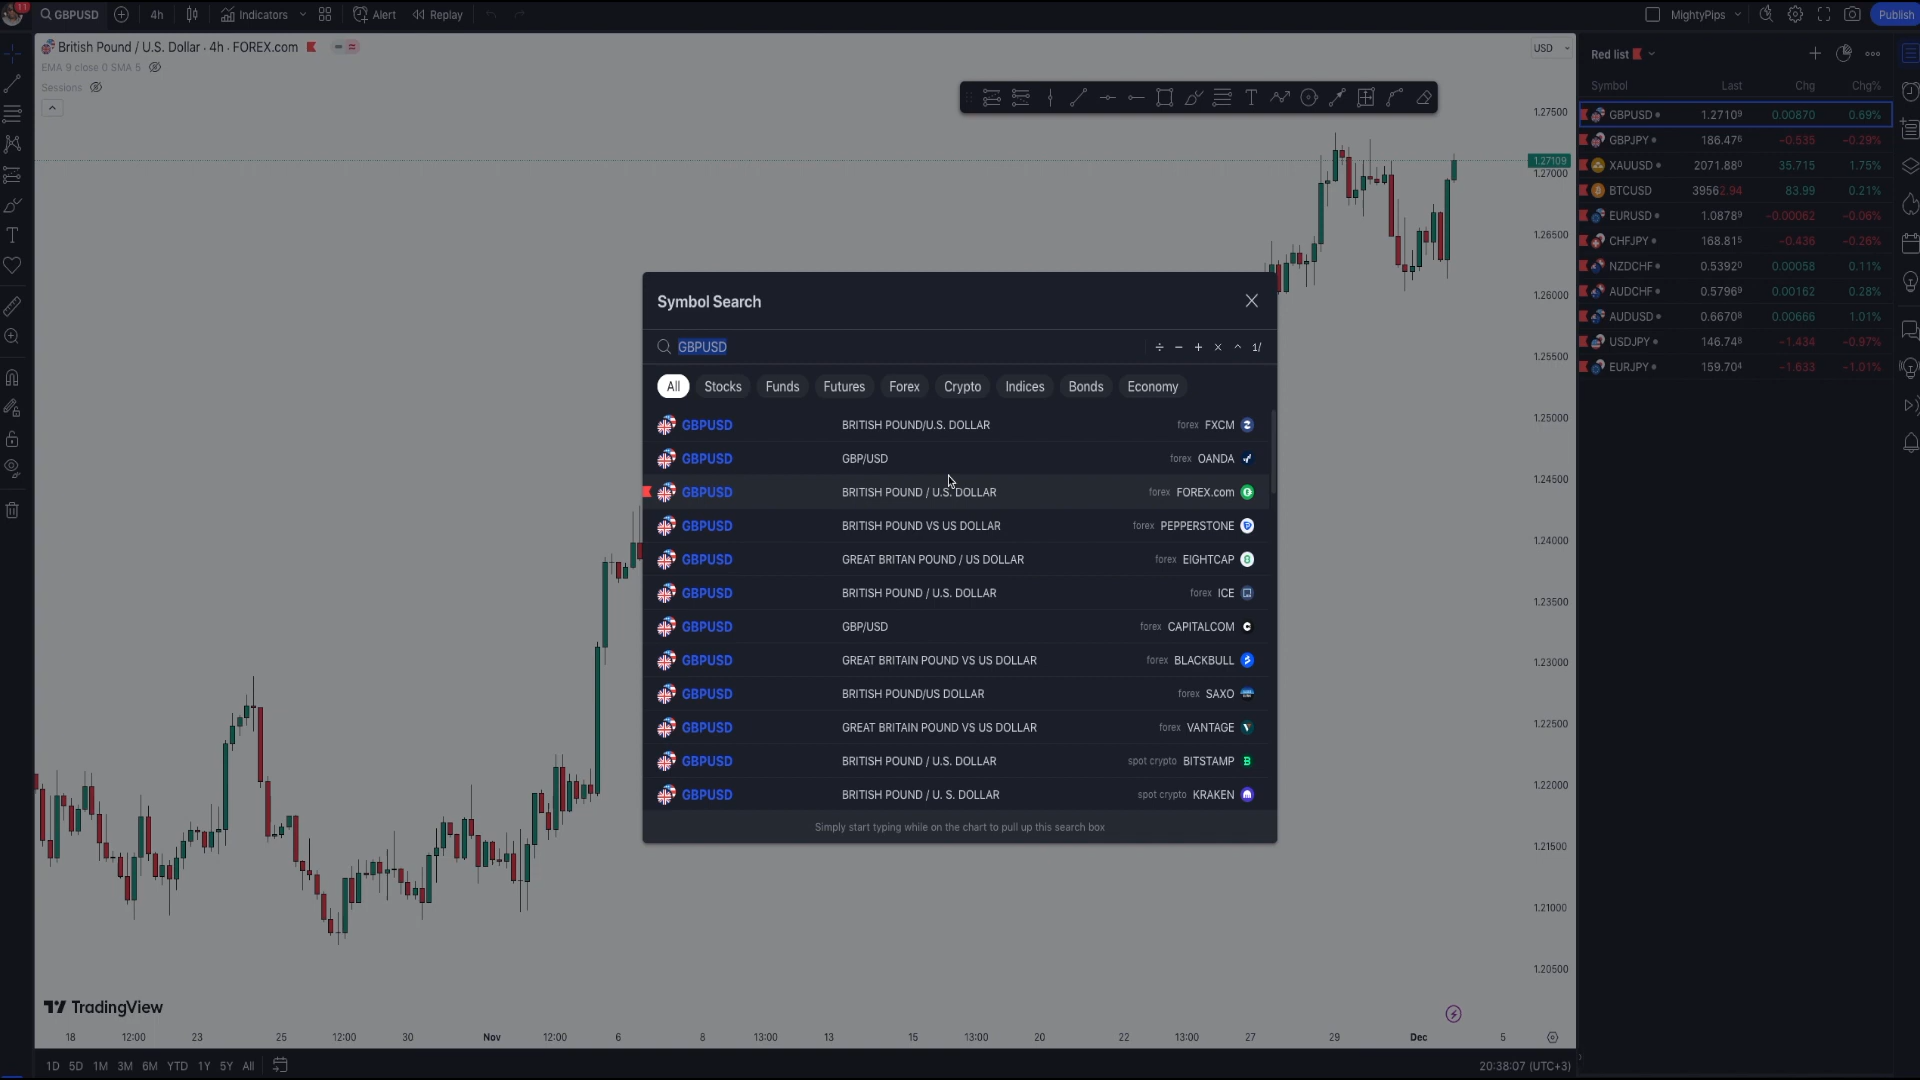 11 GBPUSD 4h Indicators Alert Replay MightyPips Publish
British Pound / U.S. Dollar · 4h · FOREX.com
EMA 9 close 0 SMA 5
Sessions
USD
1.27500
1.27109
1.27000
1.26500
1.26000
1.25500
1.25000
1.24500
1.24000
1.23500
1.23000
1.22500
1.22000
1.21500
1.21000
1.20500
Red list
Symbol Last Chg Chg%
GBPUSD 1.27109 0.00870 0.69%
GBPJPY 186.476 −0.535 −0.29%
XAUUSD 2071.880 35.715 1.75%
BTCUSD 39562.94 83.99 0.21%
EURUSD 1.08789 −0.00062 −0.06%
CHFJPY 168.815 −0.436 −0.26%
NZDCHF 0.53920 0.00058 0.11%
AUDCHF 0.57969 0.00162 0.28%
AUDUSD 0.66708 0.00666 1.01%
USDJPY 146.748 −1.434 −0.97%
EURJPY 159.704 −1.633 −1.01%
Symbol Search
GBPUSD ÷ − + × ^ 1/
All Stocks Funds Futures Forex Crypto Indices Bonds Economy
GBPUSD BRITISH POUND/U.S. DOLLAR forex FXCM
GBPUSD GBP/USD forex OANDA
GBPUSD BRITISH POUND / U.S. DOLLAR forex FOREX.com
GBPUSD BRITISH POUND VS US DOLLAR forex PEPPERSTONE
GBPUSD GREAT BRITAN POUND / US DOLLAR forex EIGHTCAP
GBPUSD BRITISH POUND / U.S. DOLLAR forex ICE
GBPUSD GBP/USD forex CAPITALCOM
GBPUSD GREAT BRITAIN POUND VS US DOLLAR forex BLACKBULL
GBPUSD BRITISH POUND/US DOLLAR forex SAXO
GBPUSD GREAT BRITAIN POUND VS US DOLLAR forex VANTAGE
GBPUSD BRITISH POUND / U.S. DOLLAR spot crypto BITSTAMP
GBPUSD BRITISH POUND / U. S. DOLLAR spot crypto KRAKEN
Simply start typing while on the chart to pull up this search box
TradingView
18 12:00 23 25 12:00 30 Nov 12:00 6 8 13:00 13 15 13:00 20 22 13:00 27 29 Dec 5
1D 5D 1M 3M 6M YTD 1Y 5Y All 20:38:07 (UTC+3)